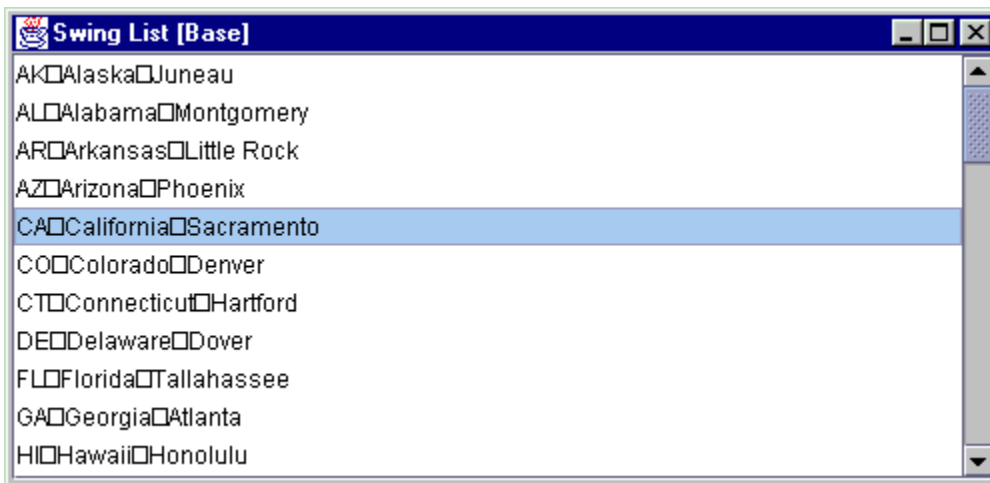 Swing List [Base]
AK□Alaska□Juneau
AL□Alabama□Montgomery
AR□Arkansas□Little Rock
AZ□Arizona□Phoenix
CA□California□Sacramento
CO□Colorado□Denver
CT□Connecticut□Hartford
DE□Delaware□Dover
FL□Florida□Tallahassee
GA□Georgia□Atlanta
HI□Hawaii□Honolulu